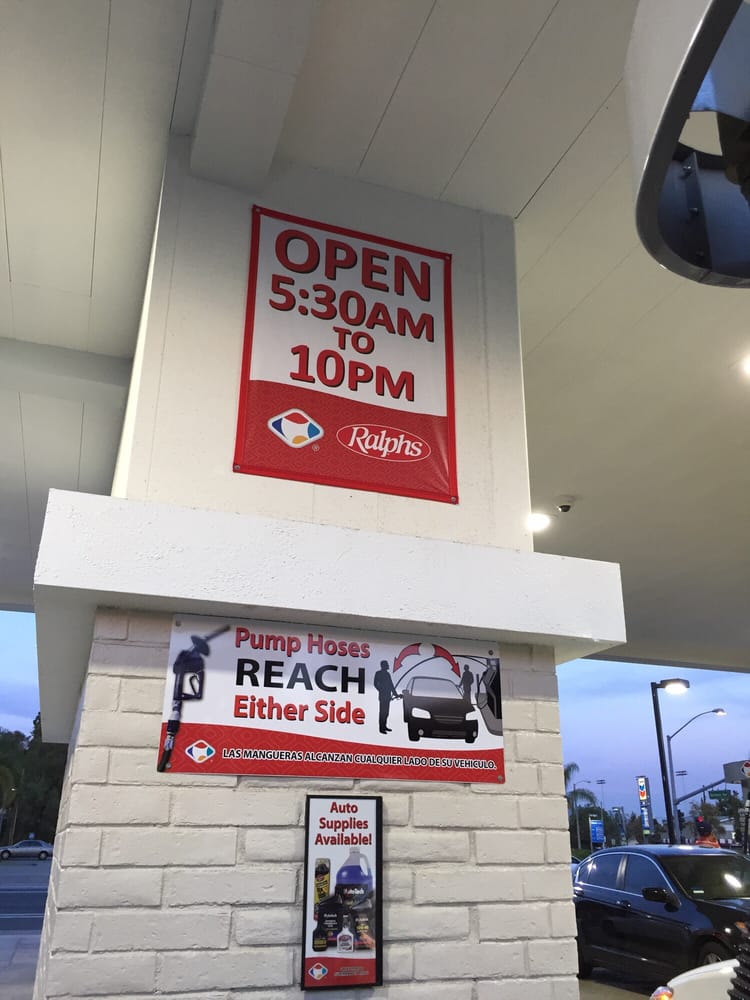 OPEN
5:30AM
TO
10PM
Ralphs
Pump Hoses
REACH
Either Side
LAS MANGUERAS ALCANZAN CUALQUIER LADO DE SU VEHICULO.
Auto
Supplies
Available!